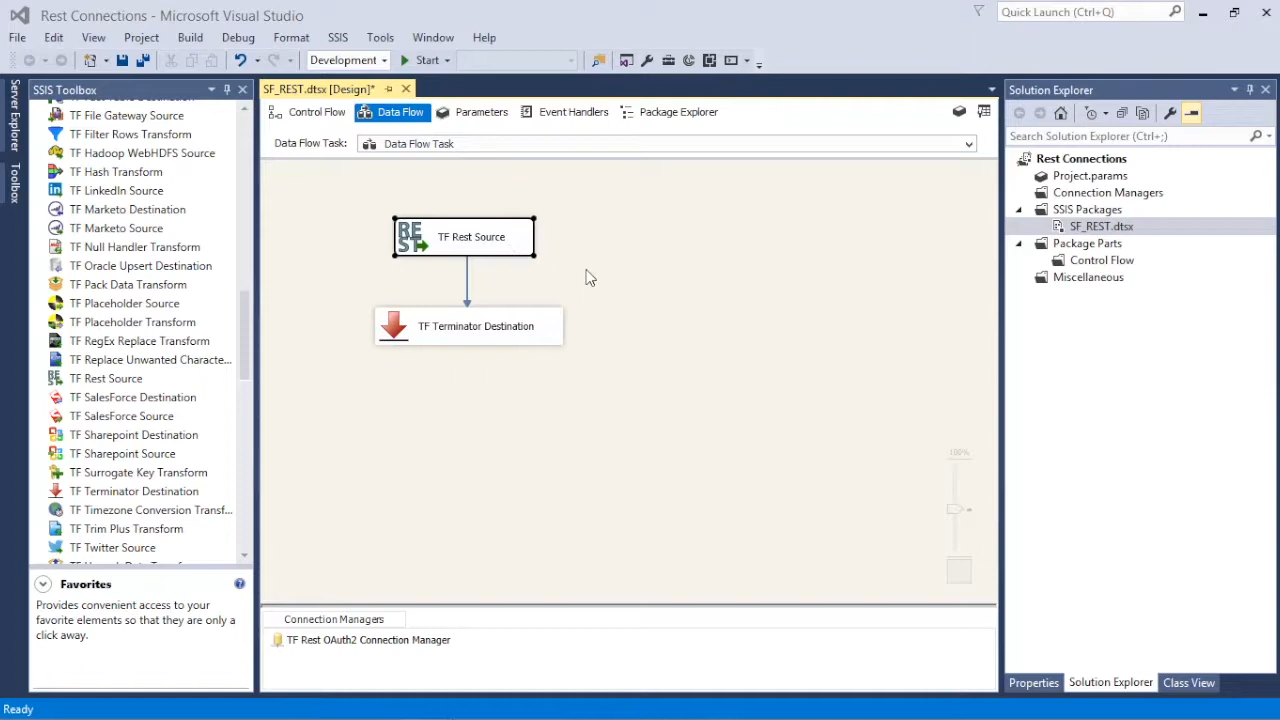 Rest Connections - Microsoft Visual Studio
Quick Launch (Ctrl+Q)
File Edit View Project Build Debug Format SSIS Tools Window Help
Development Start
Server Explorer
Toolbox
SSIS Toolbox
TF File Gateway Source
TF Filter Rows Transform
TF Hadoop WebHDFS Source
TF Hash Transform
TF LinkedIn Source
TF Marketo Destination
TF Marketo Source
TF Null Handler Transform
TF Oracle Upsert Destination
TF Pack Data Transform
TF Placeholder Source
TF Placeholder Transform
TF RegEx Replace Transform
TF Replace Unwanted Characte...
TF Rest Source
TF SalesForce Destination
TF SalesForce Source
TF Sharepoint Destination
TF Sharepoint Source
TF Surrogate Key Transform
TF Terminator Destination
TF Timezone Conversion Transf...
TF Trim Plus Transform
TF Twitter Source
Favorites
Provides convenient access to your
favorite elements so that they are only a
click away.
SF_REST.dtsx [Design]*
Control Flow Data Flow Parameters Event Handlers Package Explorer
Data Flow Task: Data Flow Task
REST
TF Rest Source
TF Terminator Destination
100%
Connection Managers
TF Rest OAuth2 Connection Manager
Solution Explorer
Search Solution Explorer (Ctrl+;)
Rest Connections
Project.params
Connection Managers
SSIS Packages
SF_REST.dtsx
Package Parts
Control Flow
Miscellaneous
Properties Solution Explorer Class View
Ready